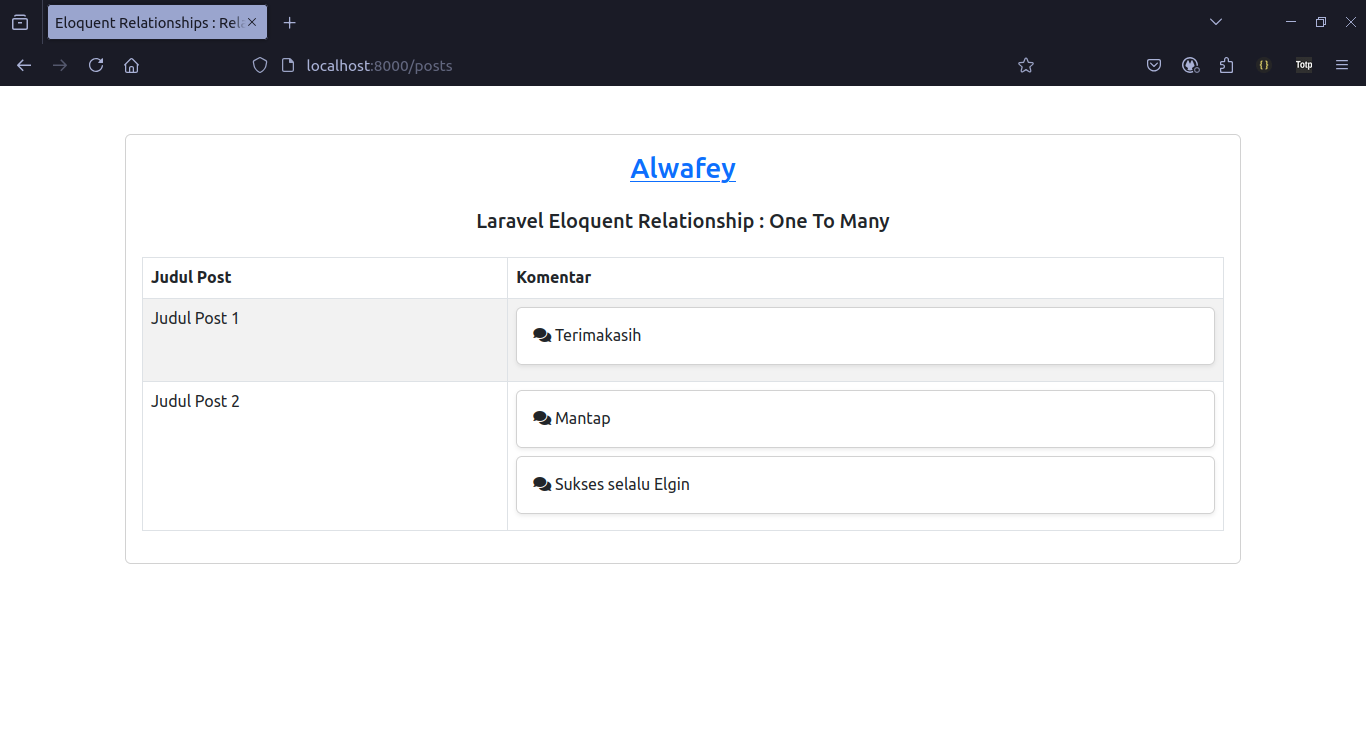 Eloquent Relationships : Rel
localhost:8000/posts
{ }
Totp
Alwafey
Laravel Eloquent Relationship : One To Many
Judul Post Komentar
Judul Post 1 Terimakasih
Judul Post 2 Mantap
Sukses selalu Elgin